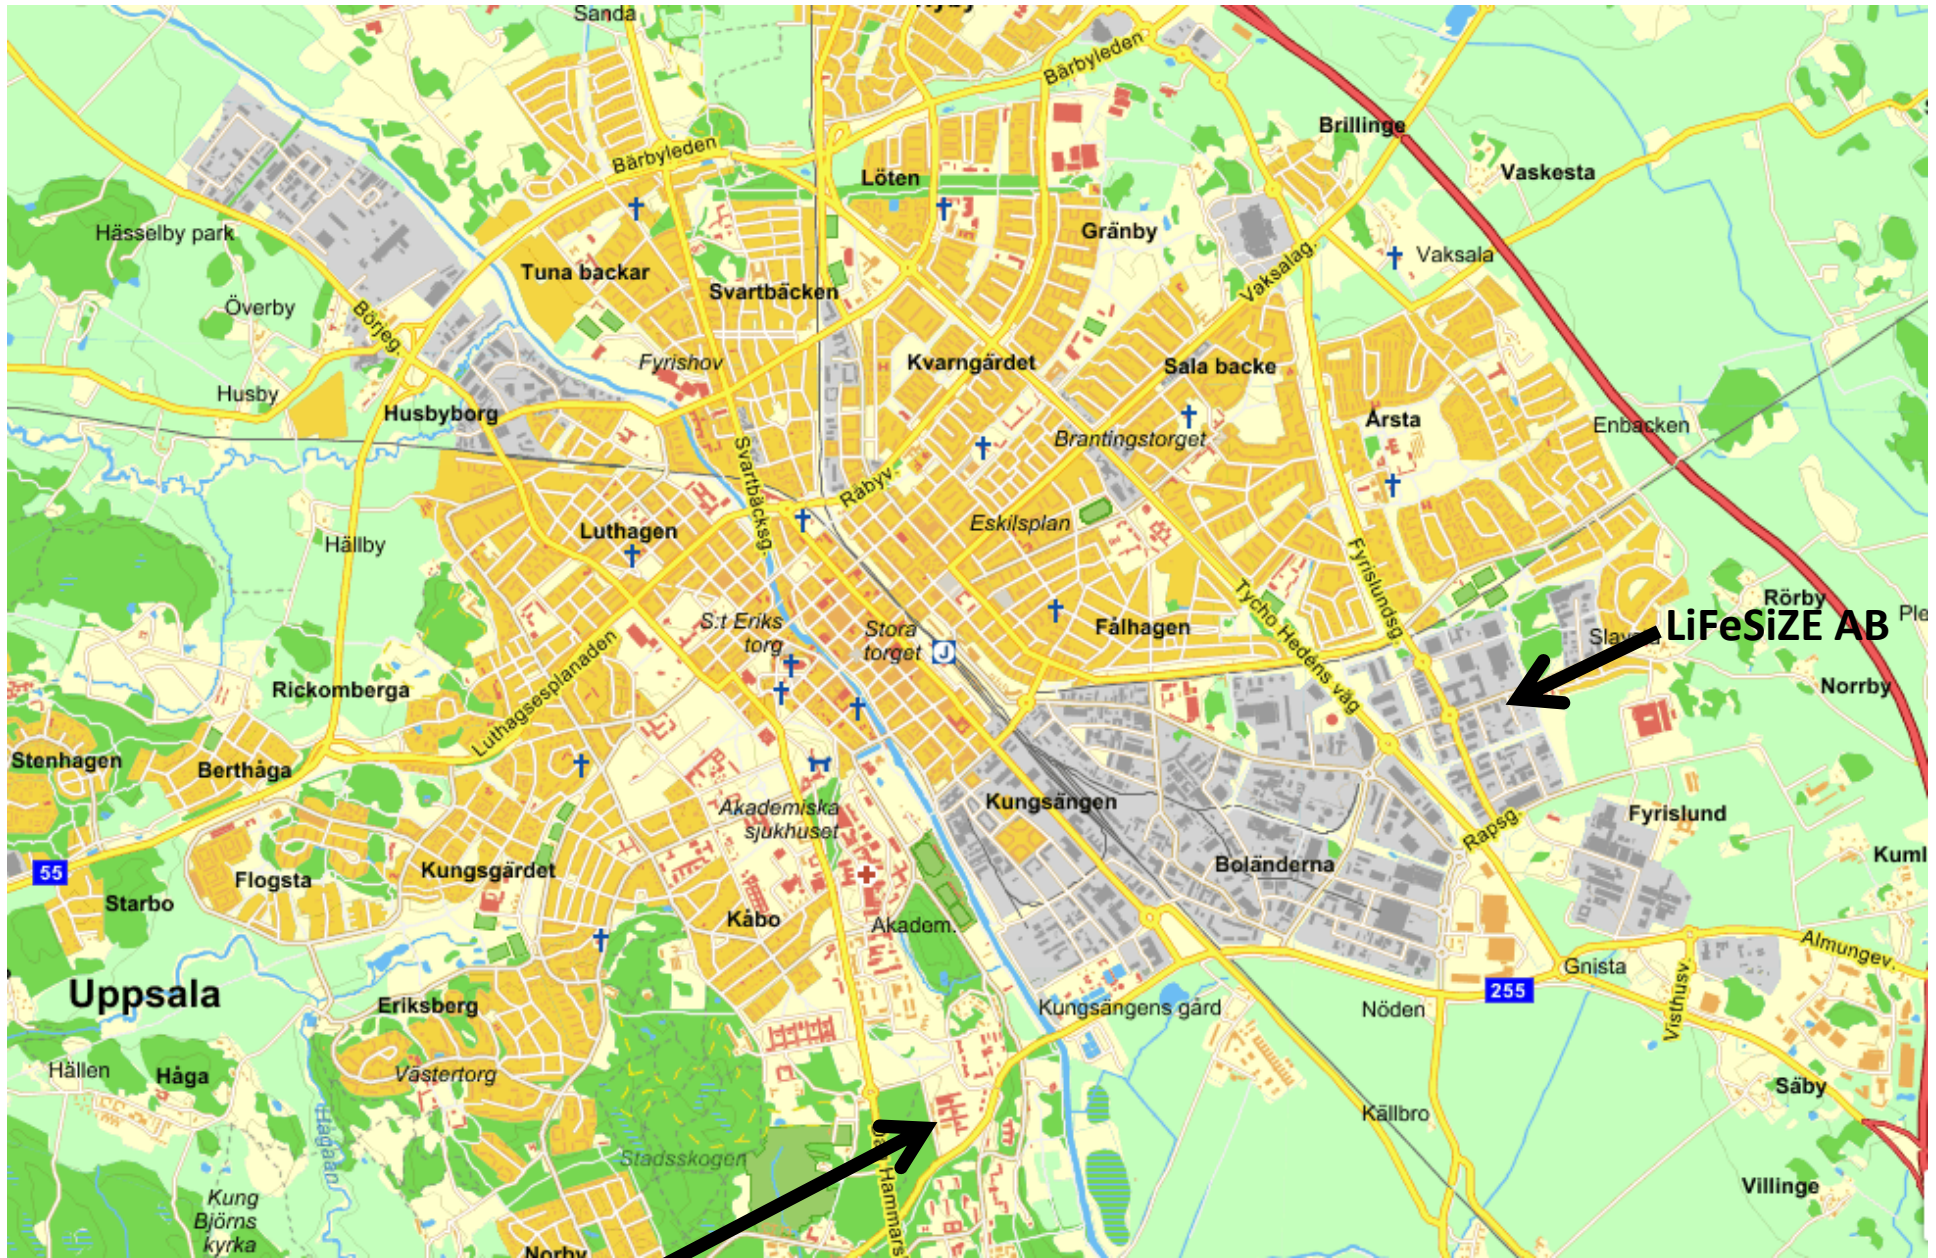 Sanda
Bärbyleden
Brillinge
Bärbyleden
Vaskesta
Löten
Hässelby park
Gränby
Vaksala
Tuna backar
Vaksalag.
Svartbäcken
Överby
Börjeg.
Fyrishov
Kvarngärdet
Sala backe
Husby
Husbyborg
Årsta
Enbacken
Brantingstorget
Svartbäcksg.
Råbyv.
Eskilsplan
Luthagen
Hällby
Fyrislundsg.
Tycho Hedéns väg
Rörby
LiFeSiZE AB
S:t Eriks
torg
Stora
torget
J
Fålhagen
Luthagsesplanaden
Rickomberga
Norrby
Stenhagen
Berthåga
Kungsängen
Akademiska
sjukhuset
Fyrislund
Rapsg.
55
Flogsta
Kungsgärdet
Boländerna
Starbo
Kåbo
Akadem.
Almungev.
Gnista
255
Uppsala
Eriksberg
Kungsängens gård
Nöden
Visthusv.
Hällen
Håga
Västertorg
Säby
Källbro
Hågaån
Stadsskogen
Villinge
Kung
Björns
kyrka
Norby